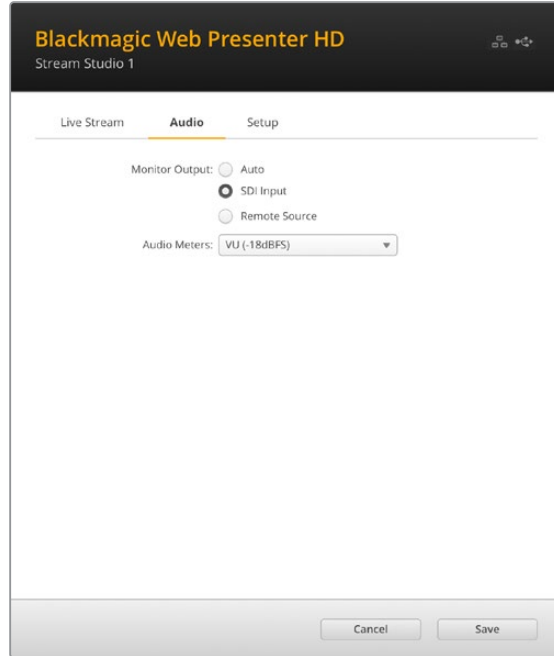 Blackmagic Web Presenter HD
Stream Studio 1
Live Stream Audio Setup
Monitor Output: Auto
SDI Input
Remote Source
Audio Meters: VU (-18dBFS)
Cancel Save